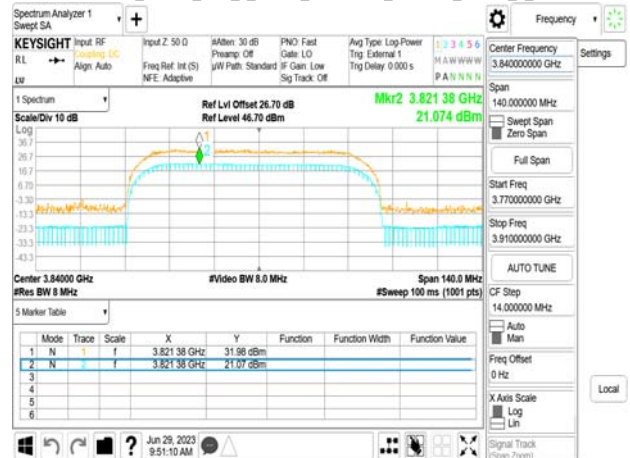 Spectrum Analyzer 1
Swept SA
+
Frequency
KEYSIGHT
Input: RF
Coupling: DC
Align: Auto
Input Z: 50 Ω
Freq Ref: Int (S)
NFE: Adaptive
#Atten: 30 dB
Preamp: Off
µW Path: Standard
PNO: Fast
Gate: LO
IF Gain: Low
Sig Track: Off
Avg Type: Log-Power
Trig: External 1
Trig Delay: 0.000 s
1 2 3 4 5 6
M A W W W W
P A N N N N
RL
1 Spectrum
Scale/Div 10 dB
Ref Lvl Offset 26.70 dB
Ref Level 46.70 dBm
Mkr2 3.821 38 GHz
21.074 dBm
Log
36.7
26.7
16.7
6.70
-3.30
-13.3
-23.3
-33.3
-43.3
1
2
Center 3.84000 GHz
#Res BW 8 MHz
#Video BW 8.0 MHz
Span 140.0 MHz
#Sweep 100 ms (1001 pts)
5 Marker Table
Mode Trace Scale X Y Function Function Width Function Value
1 N 1 f 3.821 38 GHz 31.98 dBm
2 N 2 f 3.821 38 GHz 21.07 dBm
3
4
5
6
?
Jun 29, 2023
9:51:10 AM
Center Frequency
3.840000000 GHz
Settings
Span
140.000000 MHz
Swept Span
Zero Span
Full Span
Start Freq
3.770000000 GHz
Stop Freq
3.910000000 GHz
AUTO TUNE
CF Step
14.000000 MHz
Auto
Man
Freq Offset
0 Hz
X Axis Scale
Log
Lin
Local
Signal Track
(Span Zoom)